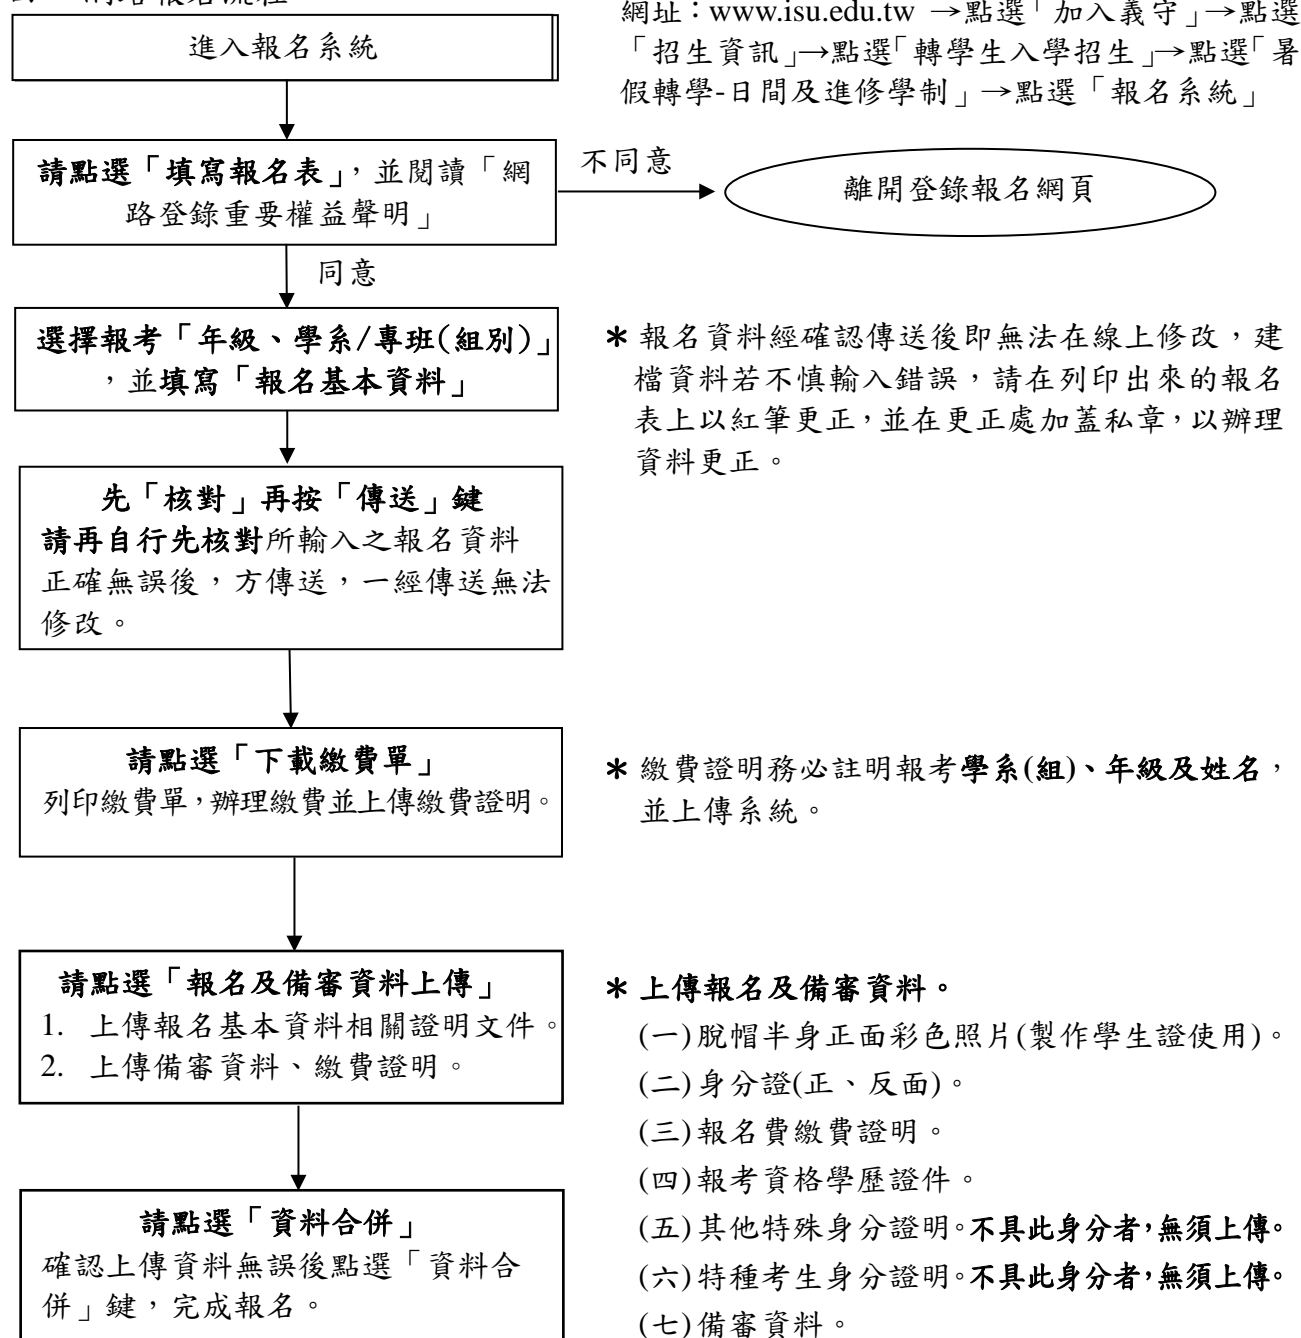 網路報名流程
進入報名系統
網址：www.isu.edu.tw →點選「加入義守」→點選
「招生資訊」→點選「轉學生入學招生」→點選「暑
假轉學-日間及進修學制」→點選「報名系統」
請點選「填寫報名表」，並閱讀「網
路登錄重要權益聲明」
不同意
離開登錄報名網頁
同意
選擇報考「年級、學系/專班(組別)」
，並填寫「報名基本資料」
＊報名資料經確認傳送後即無法在線上修改，建
檔資料若不慎輸入錯誤，請在列印出來的報名
表上以紅筆更正，並在更正處加蓋私章，以辦理
資料更正。
先「核對」再按「傳送」鍵
請再自行先核對所輸入之報名資料
正確無誤後，方傳送，一經傳送無法
修改。
請點選「下載繳費單」
列印繳費單，辦理繳費並上傳繳費證明。
＊繳費證明務必註明報考學系(組)、年級及姓名，
並上傳系統。
請點選「報名及備審資料上傳」
1. 上傳報名基本資料相關證明文件。
2. 上傳備審資料、繳費證明。
＊上傳報名及備審資料。
(一)脫帽半身正面彩色照片(製作學生證使用)。
(二)身分證(正、反面)。
(三)報名費繳費證明。
(四)報考資格學歷證件。
(五)其他特殊身分證明。不具此身分者，無須上傳。
(六)特種考生身分證明。不具此身分者，無須上傳。
(七)備審資料。
請點選「資料合併」
確認上傳資料無誤後點選「資料合
併」鍵，完成報名。